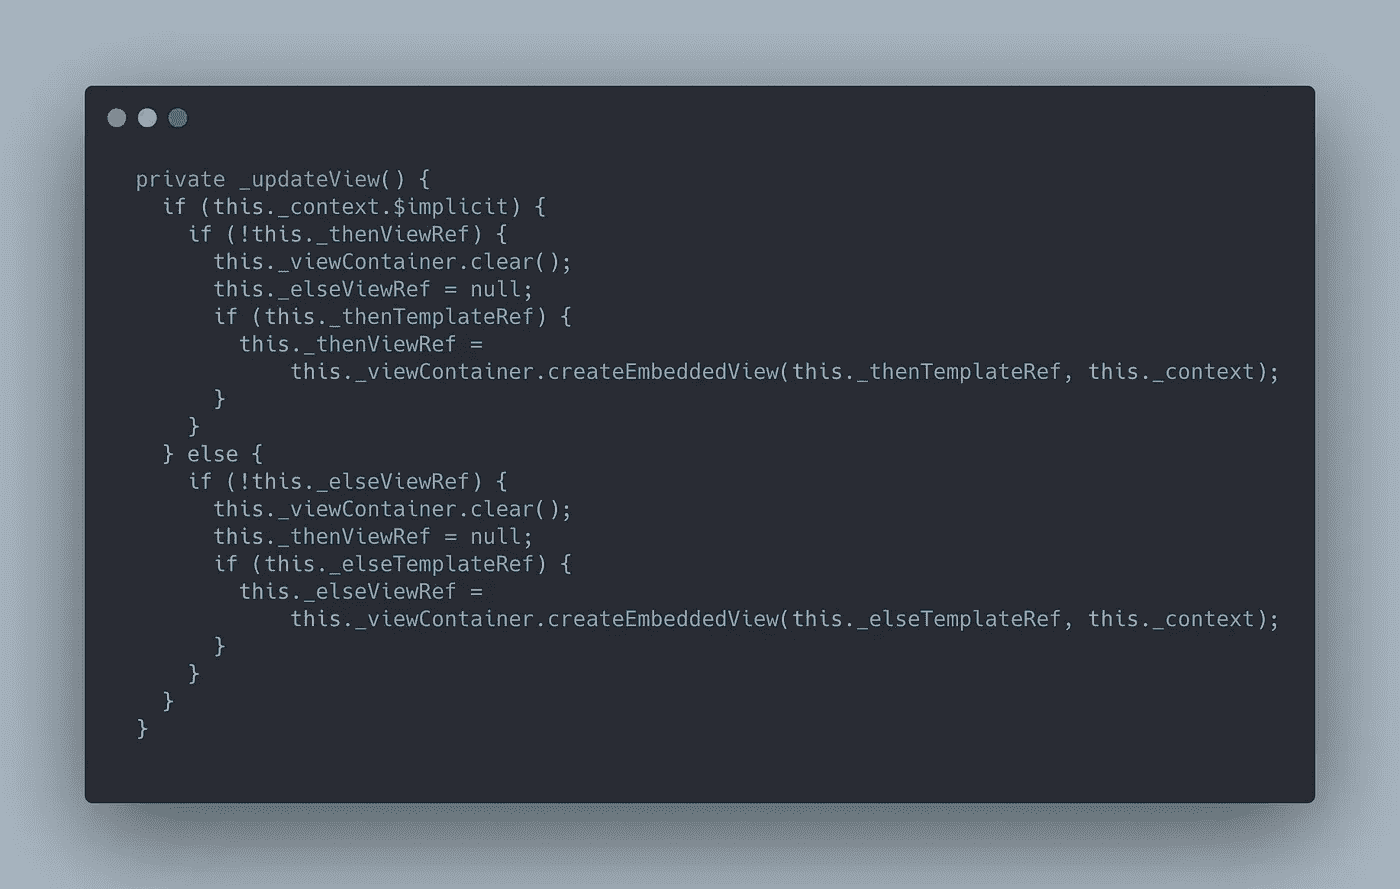 private _updateView() {
  if (this._context.$implicit) {
    if (!this._thenViewRef) {
      this._viewContainer.clear();
      this._elseViewRef = null;
      if (this._thenTemplateRef) {
        this._thenViewRef =
            this._viewContainer.createEmbeddedView(this._thenTemplateRef, this._context);
      }
    }
  } else {
    if (!this._elseViewRef) {
      this._viewContainer.clear();
      this._thenViewRef = null;
      if (this._elseTemplateRef) {
        this._elseViewRef =
            this._viewContainer.createEmbeddedView(this._elseTemplateRef, this._context);
      }
    }
  }
}